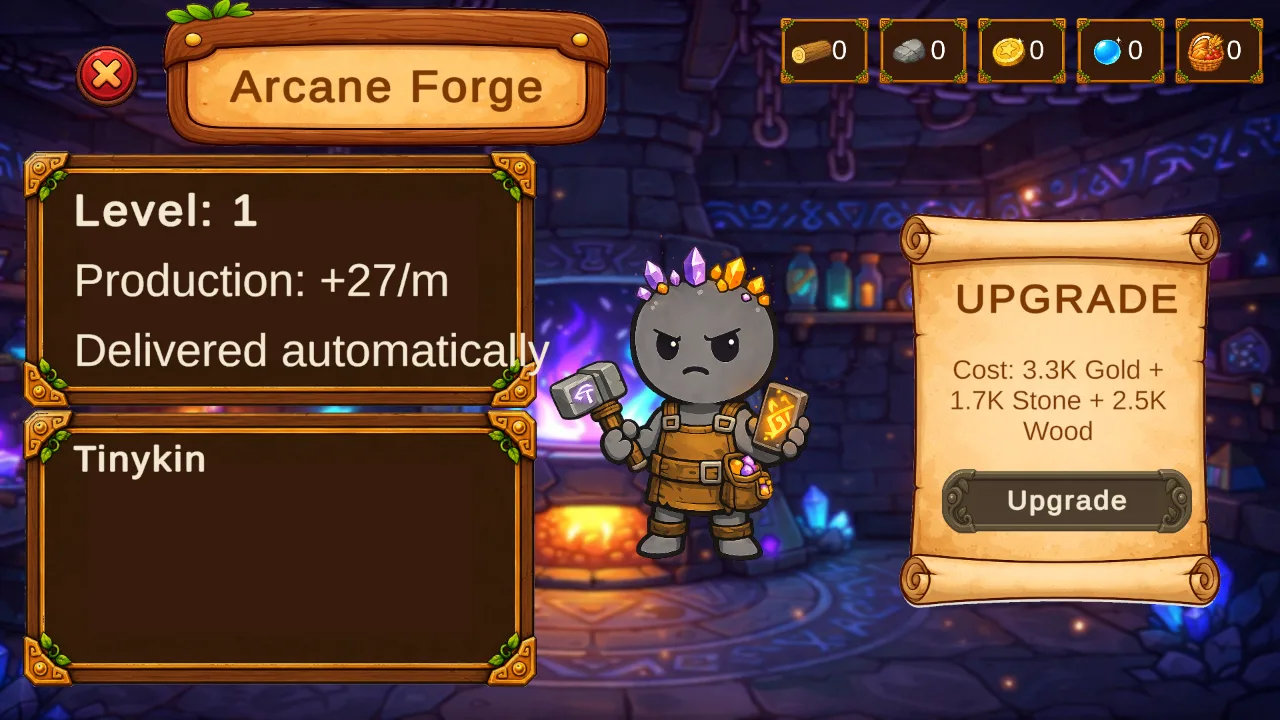 Arcane Forge
0
0
0
0
0
Level: 1
Production: +27/m
Delivered automatically
Tinykin
UPGRADE
Cost: 3.3K Gold +
1.7K Stone + 2.5K
Wood
Upgrade